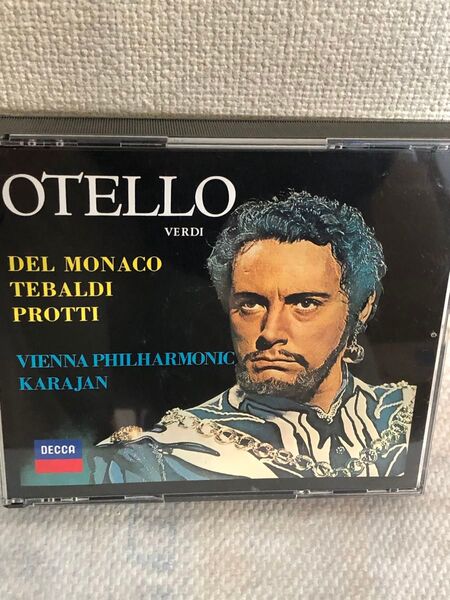 OTELLO
VERDI
DEL MONACO
TEBALDI
PROTTI
VIENNA PHILHARMONIC
KARAJAN
DECCA